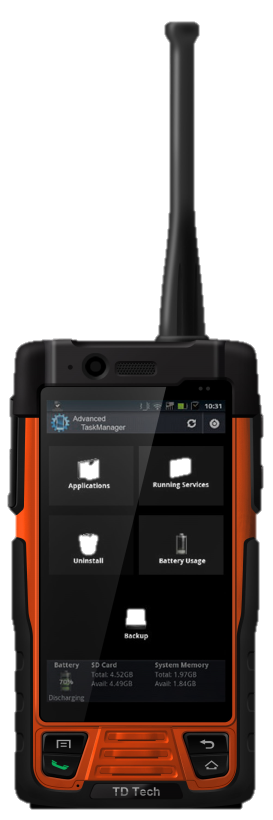 10:31
Advanced
TaskManager
Applications Running Services
Uninstall Battery Usage
Backup
Battery SD Card System Memory
Total: 4.52GB Total: 1.97GB
70% Avail: 4.49GB Avail: 1.84GB
Discharging
TD Tech